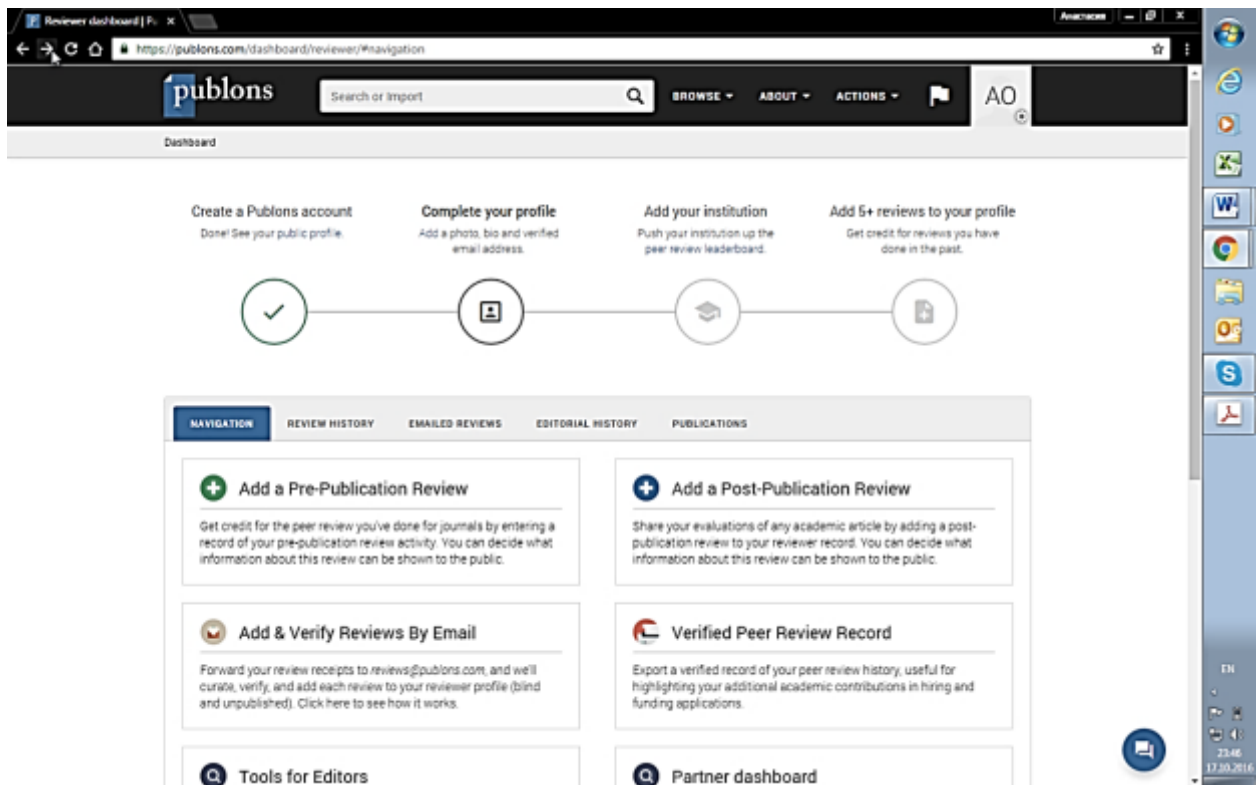 Reviewer dashboard | Pu
Анастасия
https://publons.com/dashboard/reviewer/#navigation
publons
Search or Import
BROWSE
ABOUT
ACTIONS
AO
Dashboard
Create a Publons account
Done! See your public profile.
Complete your profile
Add a photo, bio and verified
email address.
Add your institution
Push your institution up the
peer review leaderboard.
Add 5+ reviews to your profile
Get credit for reviews you have
done in the past.
NAVIGATION
REVIEW HISTORY
EMAILED REVIEWS
EDITORIAL HISTORY
PUBLICATIONS
Add a Pre-Publication Review
Get credit for the peer review you've done for journals by entering a
record of your pre-publication review activity. You can decide what
information about this review can be shown to the public.
Add a Post-Publication Review
Share your evaluations of any academic article by adding a post-
publication review to your reviewer record. You can decide what
information about this review can be shown to the public.
Add & Verify Reviews By Email
Forward your review receipts to reviews@publons.com, and we'll
curate, verify, and add each review to your reviewer profile (blind
and unpublished). Click here to see how it works.
Verified Peer Review Record
Export a verified record of your peer review history, useful for
highlighting your additional academic contributions in hiring and
funding applications.
Tools for Editors
Partner dashboard
EN
23:46
17.10.2016